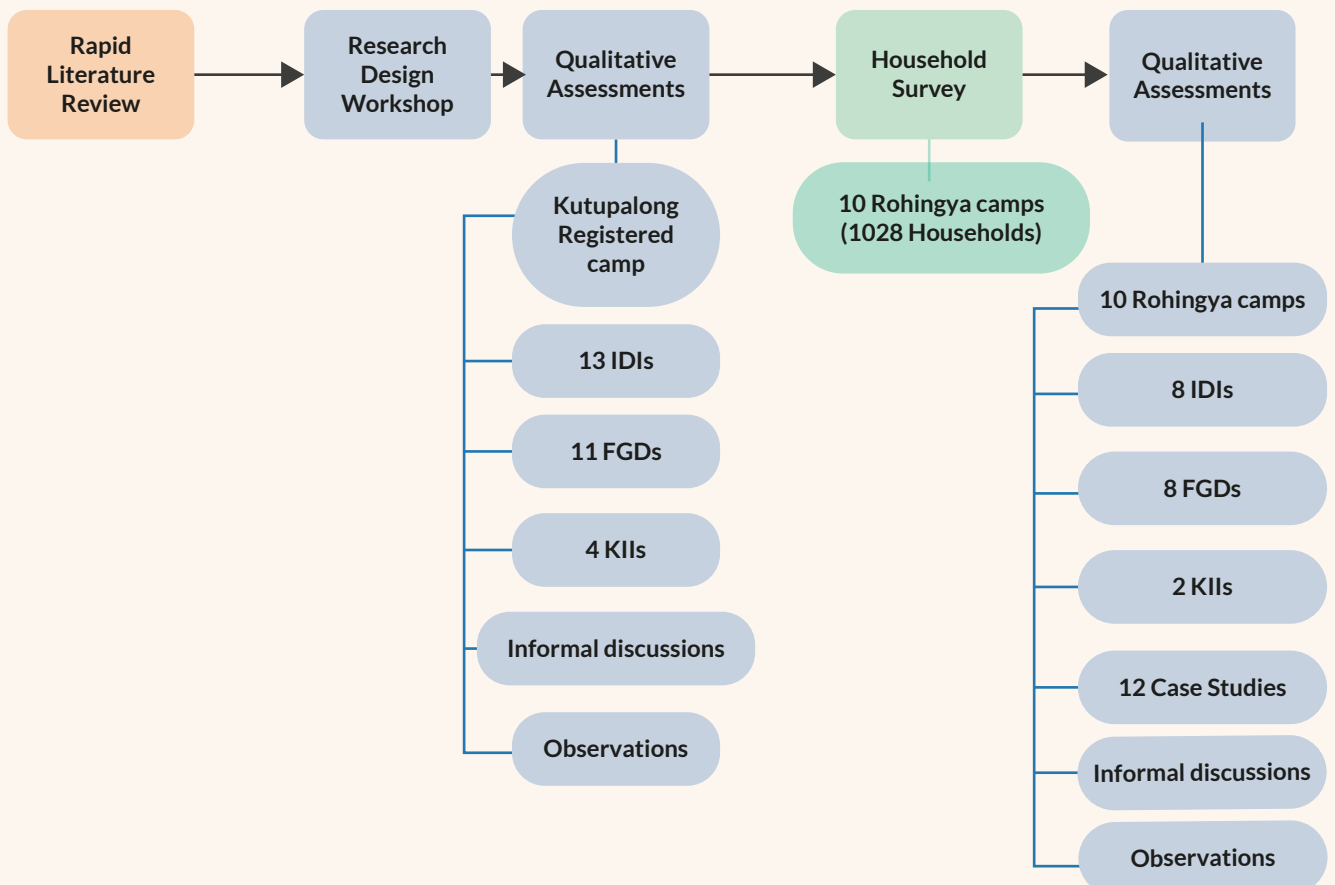 Rapid
Literature
Review
Research
Design
Workshop
Qualitative
Assessments
Household
Survey
Qualitative
Assessments
Kutupalong
Registered
camp
13 IDIs
11 FGDs
4 KIIs
Informal discussions
Observations
10 Rohingya camps
(1028 Households)
10 Rohingya camps
8 IDIs
8 FGDs
2 KIIs
12 Case Studies
Informal discussions
Observations